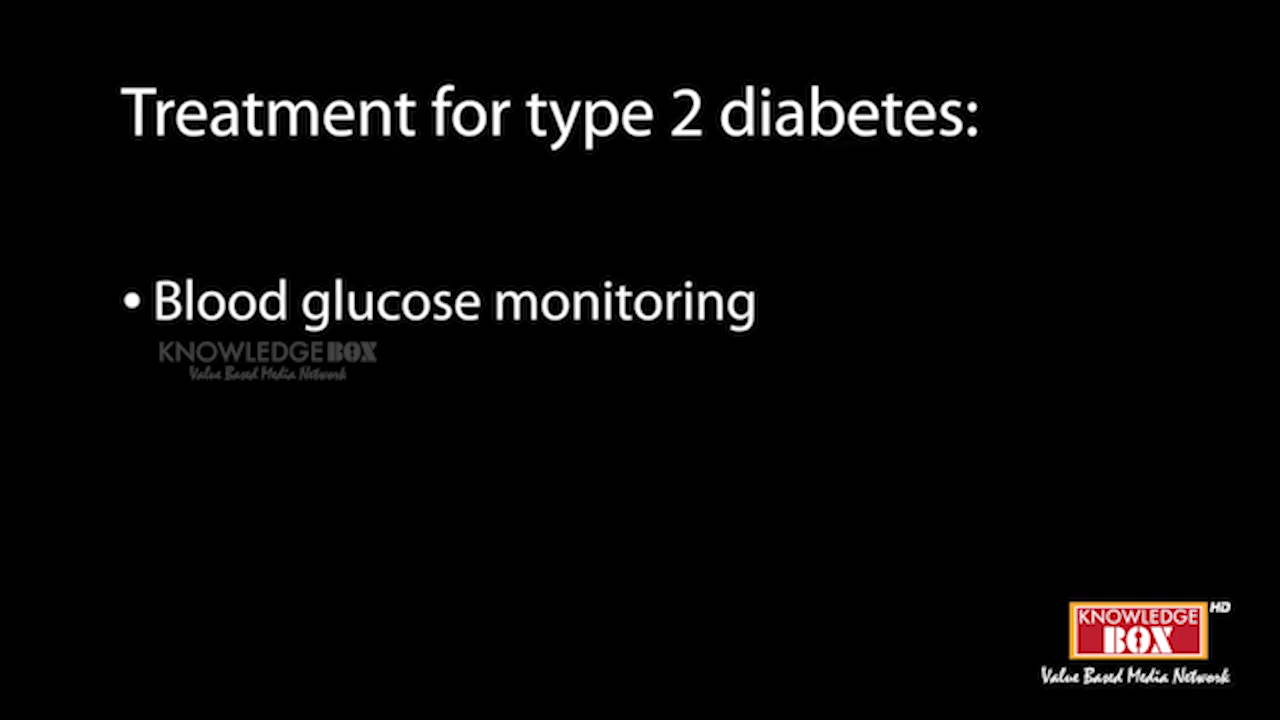 Treatment for type 2 diabetes:
• Blood glucose monitoring
KNOWLEDGE BOX
Value Based Media Network
KNOWLEDGE HD
BOX
Value Based Media Network